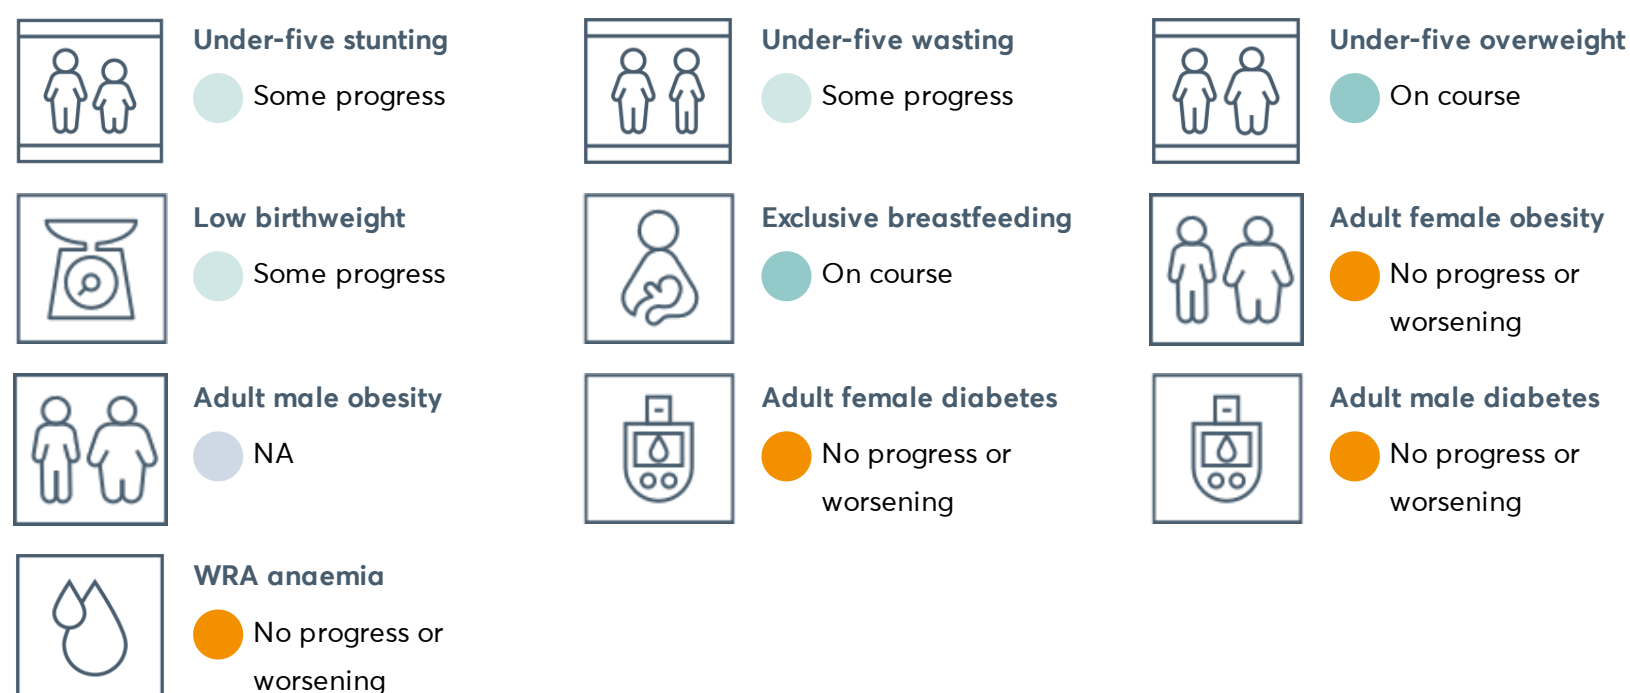 Under-five stunting
Some progress
Under-five wasting
Some progress
Under-five overweight
On course
Low birthweight
Some progress
Exclusive breastfeeding
On course
Adult female obesity
No progress or
worsening
Adult male obesity
NA
Adult female diabetes
No progress or
worsening
Adult male diabetes
No progress or
worsening
WRA anaemia
No progress or
worsening